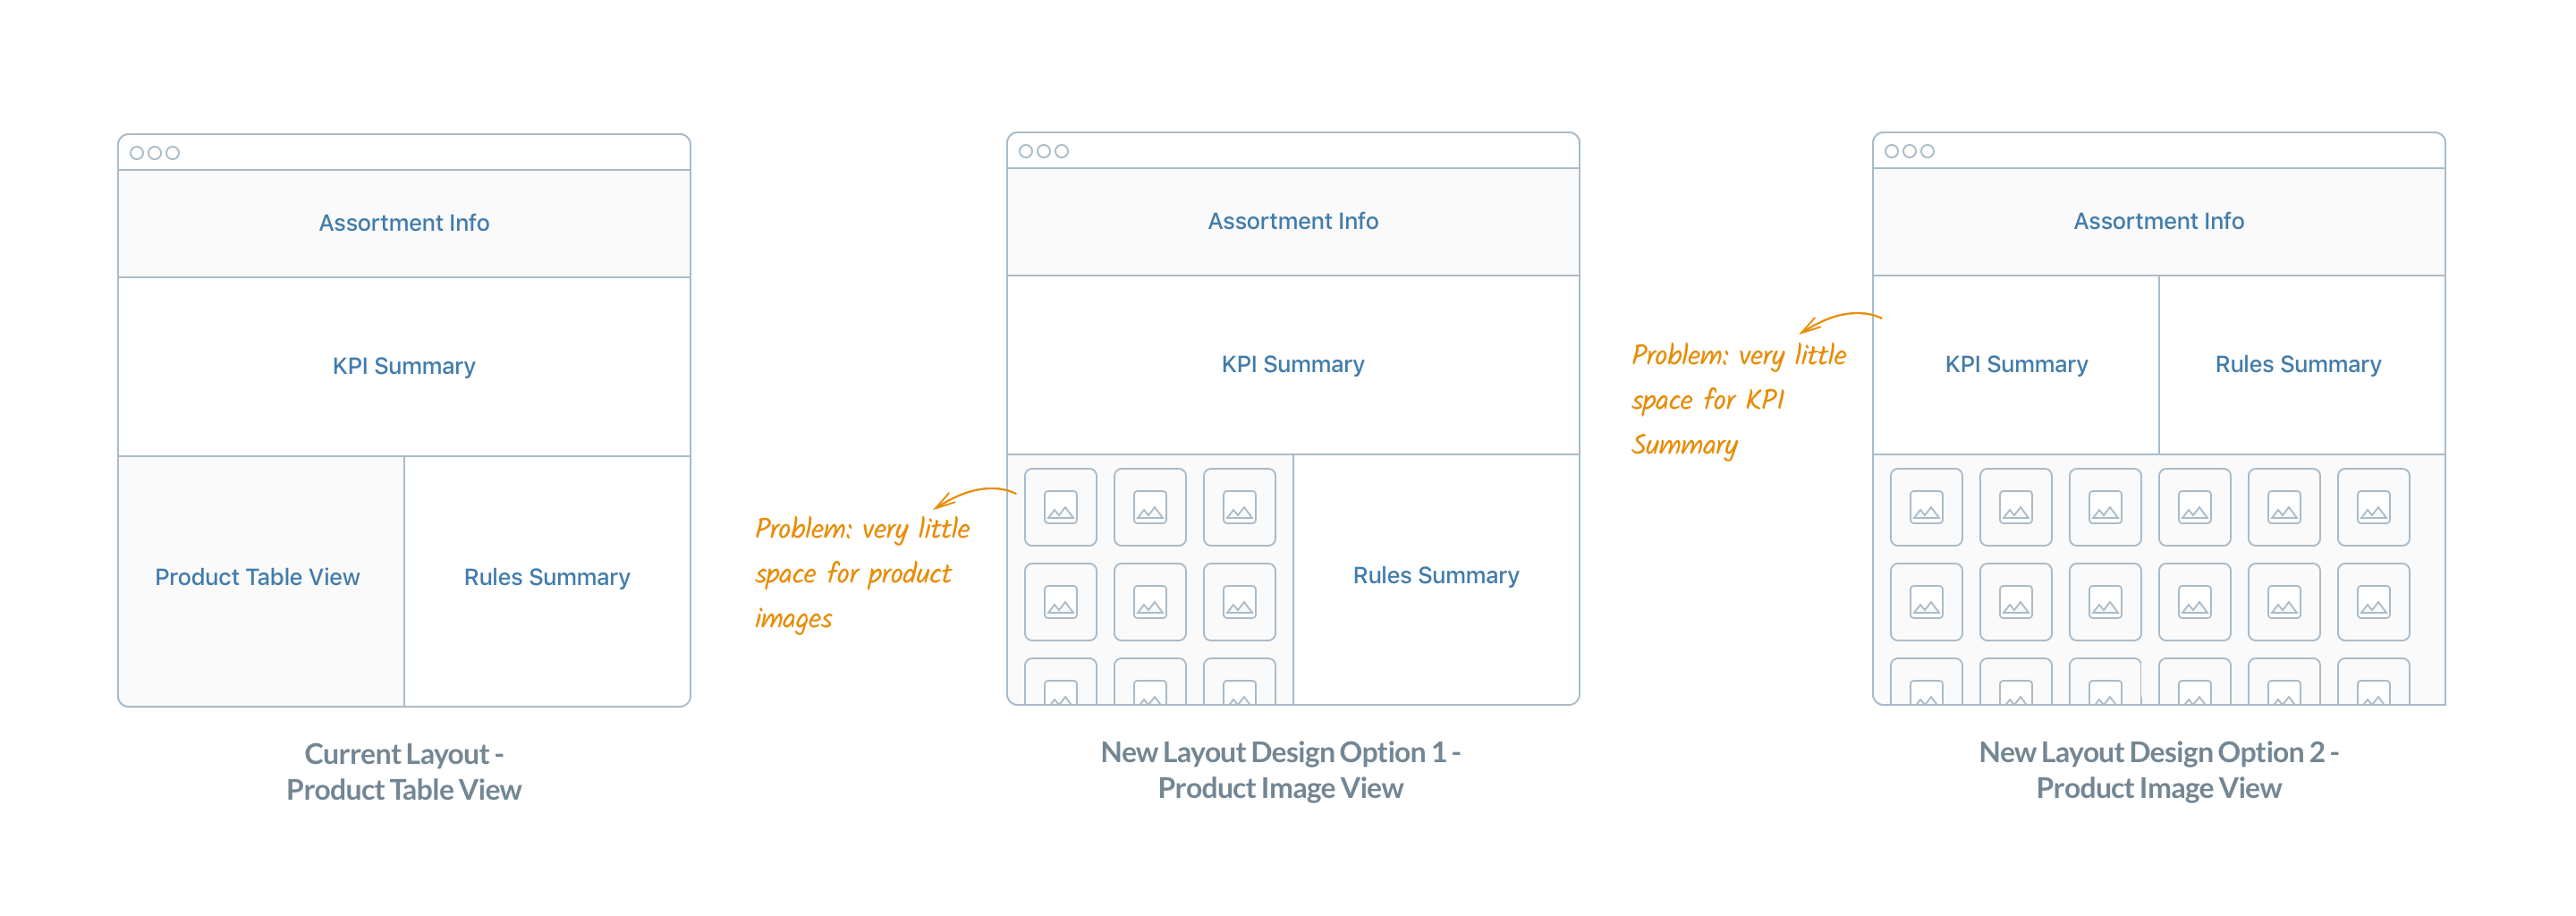 Assortment Info
KPI Summary
Product Table View
Rules Summary
Current Layout -
Product Table View
Problem: very little
space for product
images
Assortment Info
KPI Summary
Rules Summary
New Layout Design Option 1 -
Product Image View
Problem: very little
space for KPI
Summary
Assortment Info
KPI Summary
Rules Summary
New Layout Design Option 2 -
Product Image View